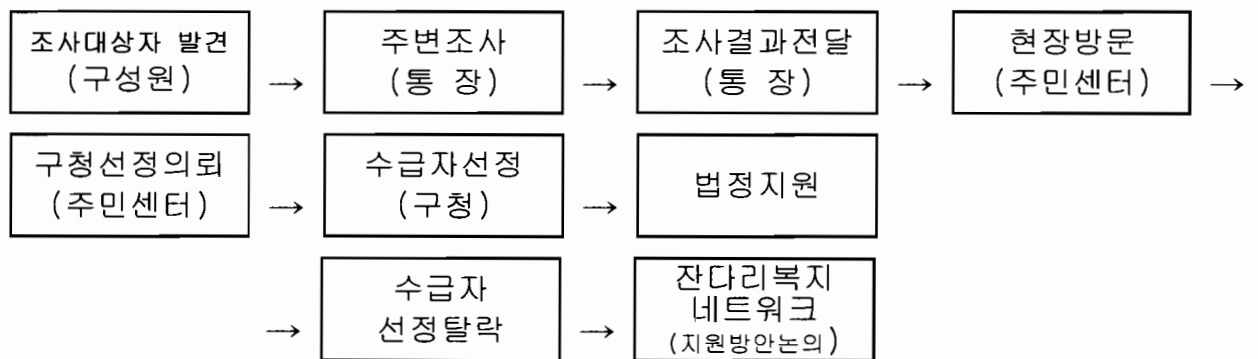 조사대상자 발견
(구성원)
→
주변조사
(통 장)
→
조사결과전달
(통 장)
→
현장방문
(주민센터)
→
구청선정의뢰
(주민센터)
→
수급자선정
(구청)
→
법정지원
→
수급자
선정탈락
→
잔다리복지
네트워크
(지원방안논의)